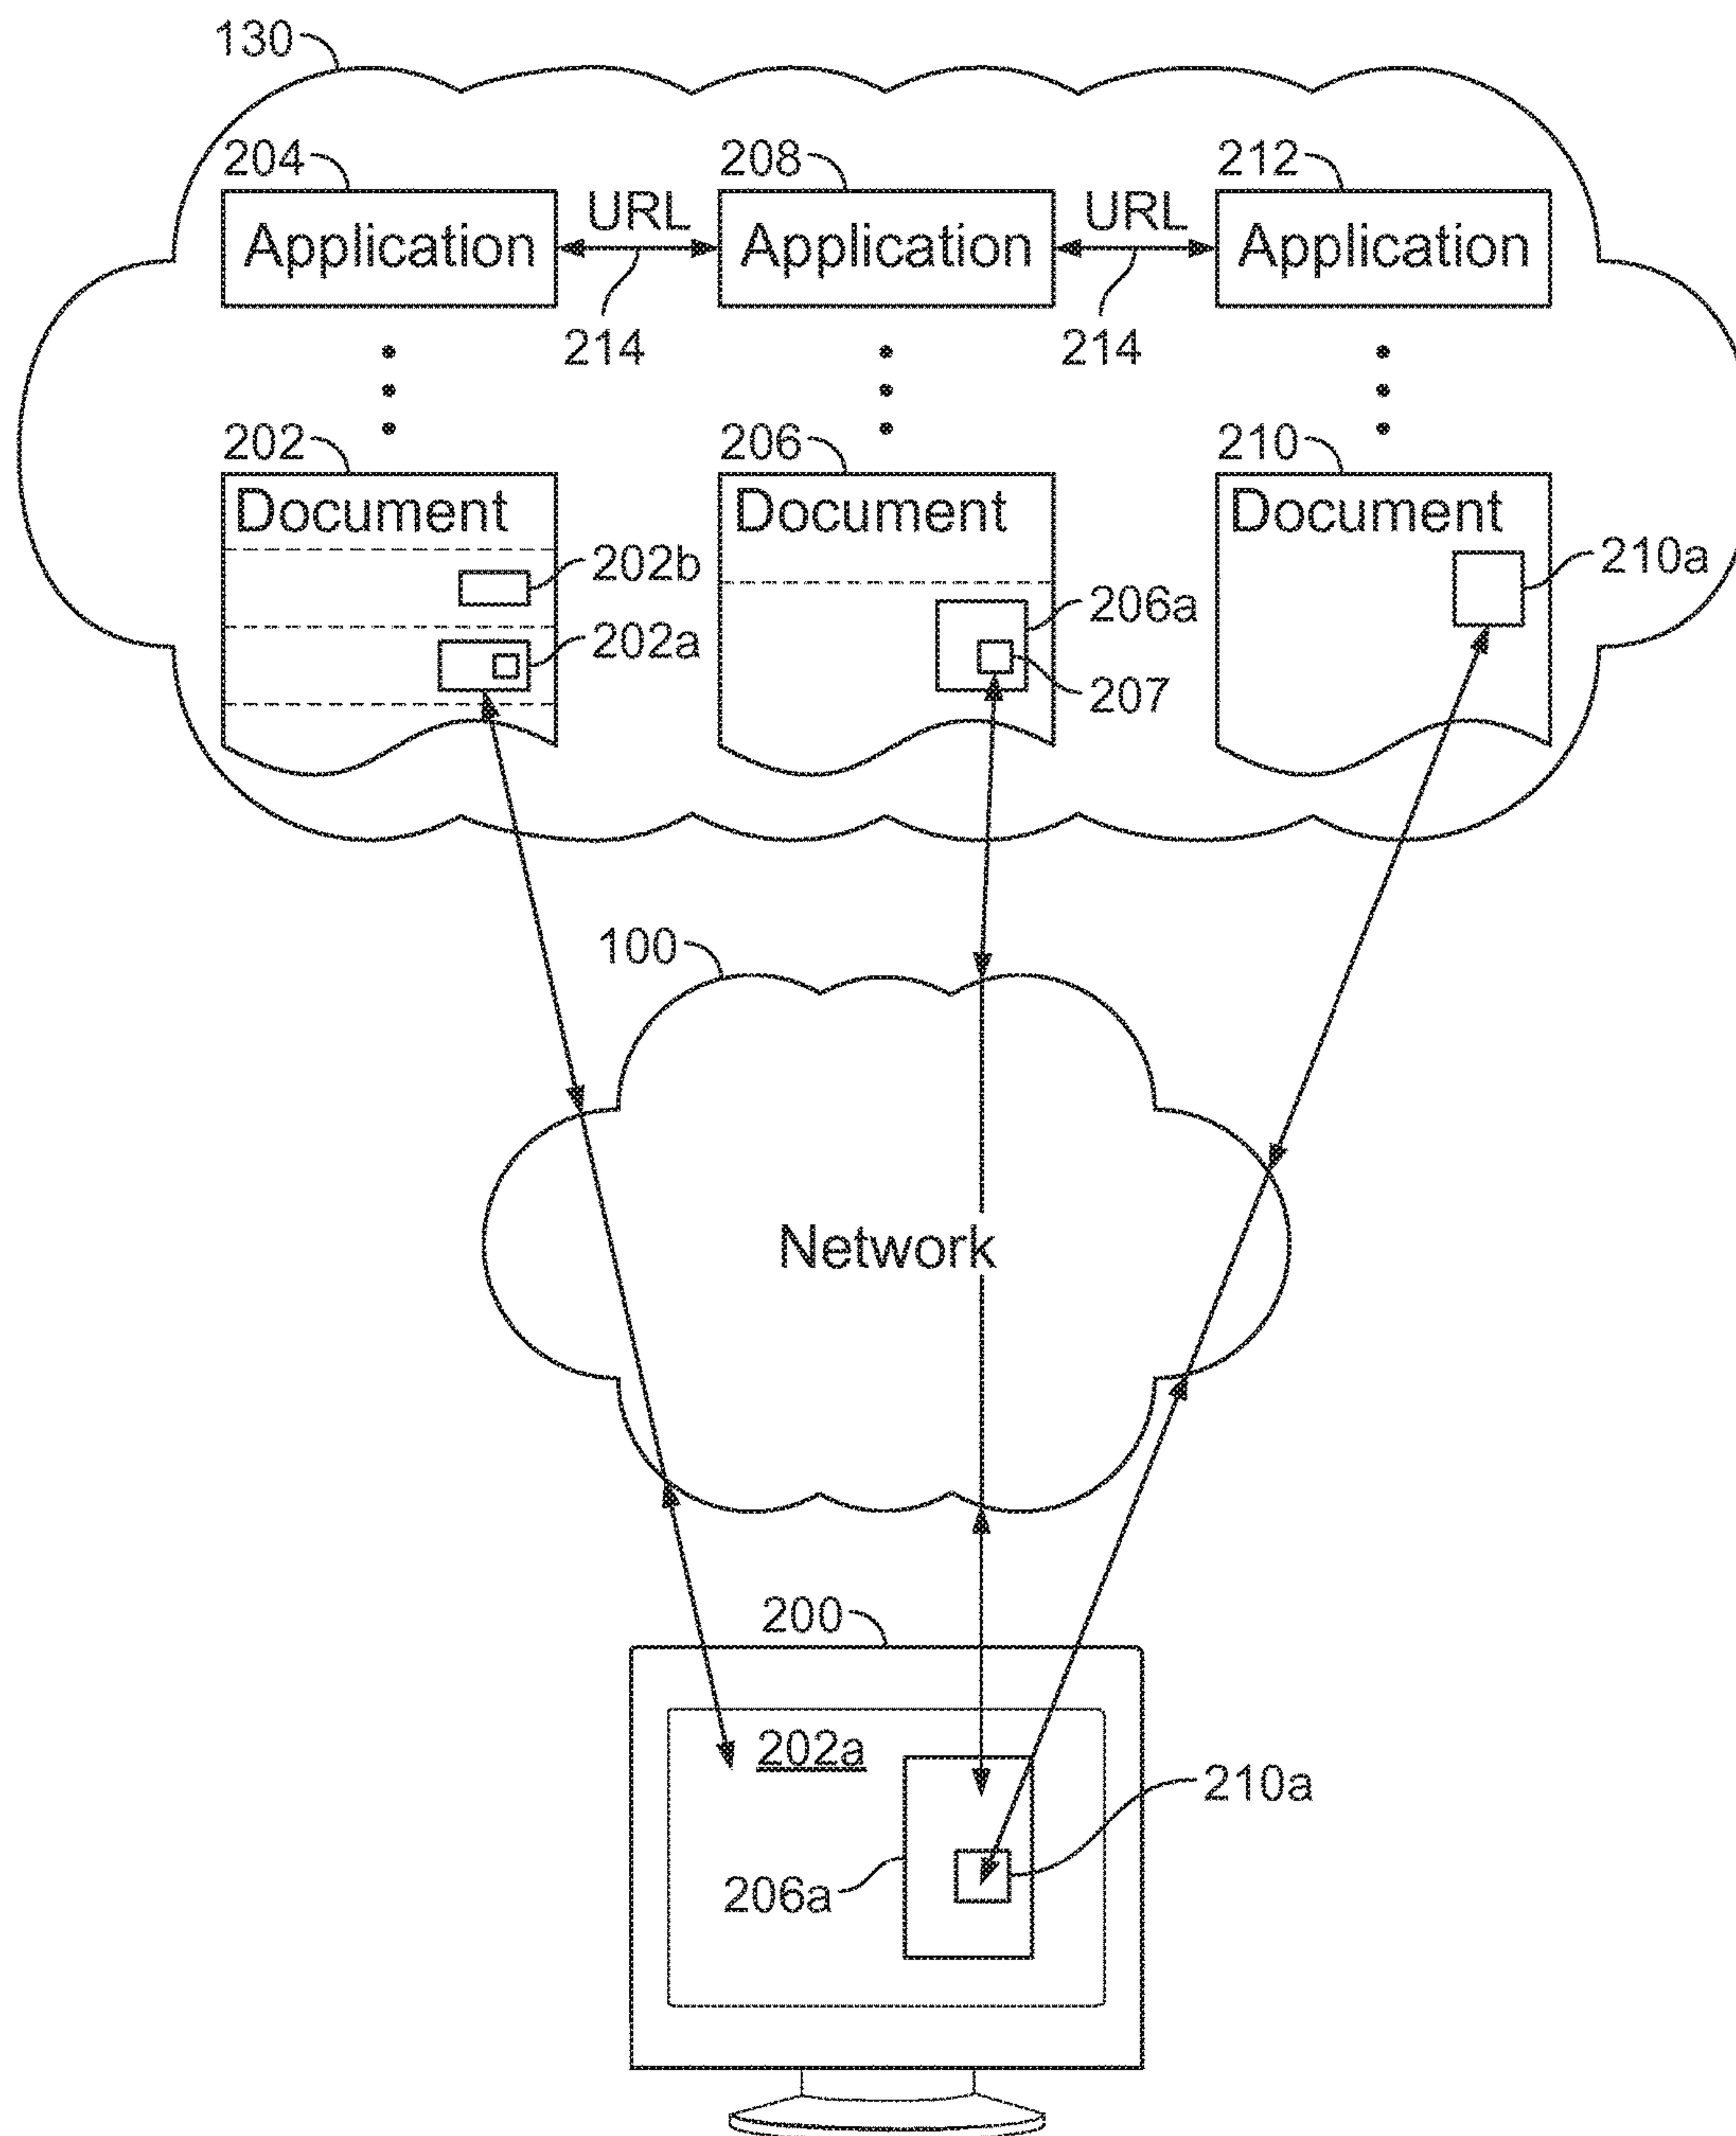 130
204
208
212
URL
URL
Application
Application
Application
214
214
202
206
210
Document
Document
Document
202b
210a
206a
202a
207
100
Network
200
202a
210a
206a